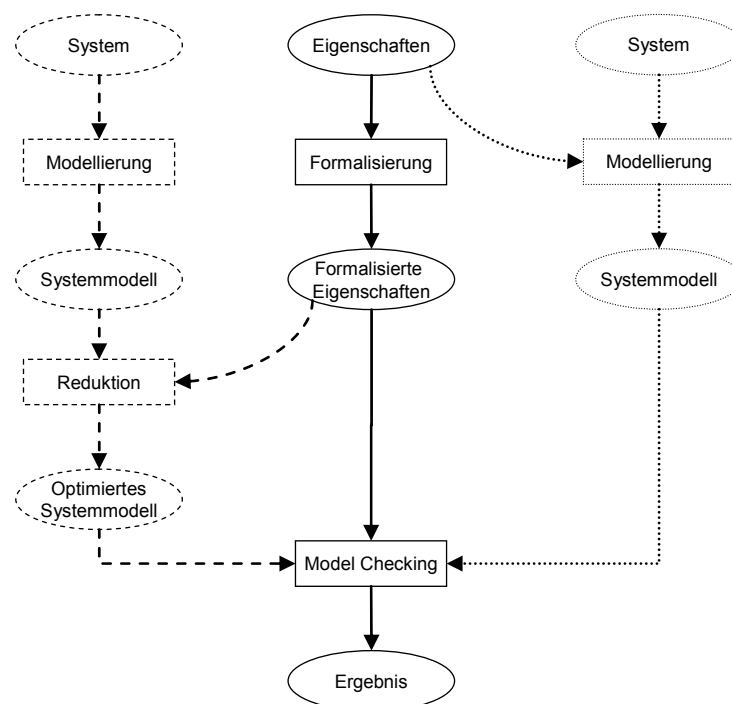 System
Eigenschaften
System
Modellierung
Formalisierung
Modellierung
Systemmodell
Formalisierte
Eigenschaften
Systemmodell
Reduktion
Optimiertes
Systemmodell
Model Checking
Ergebnis